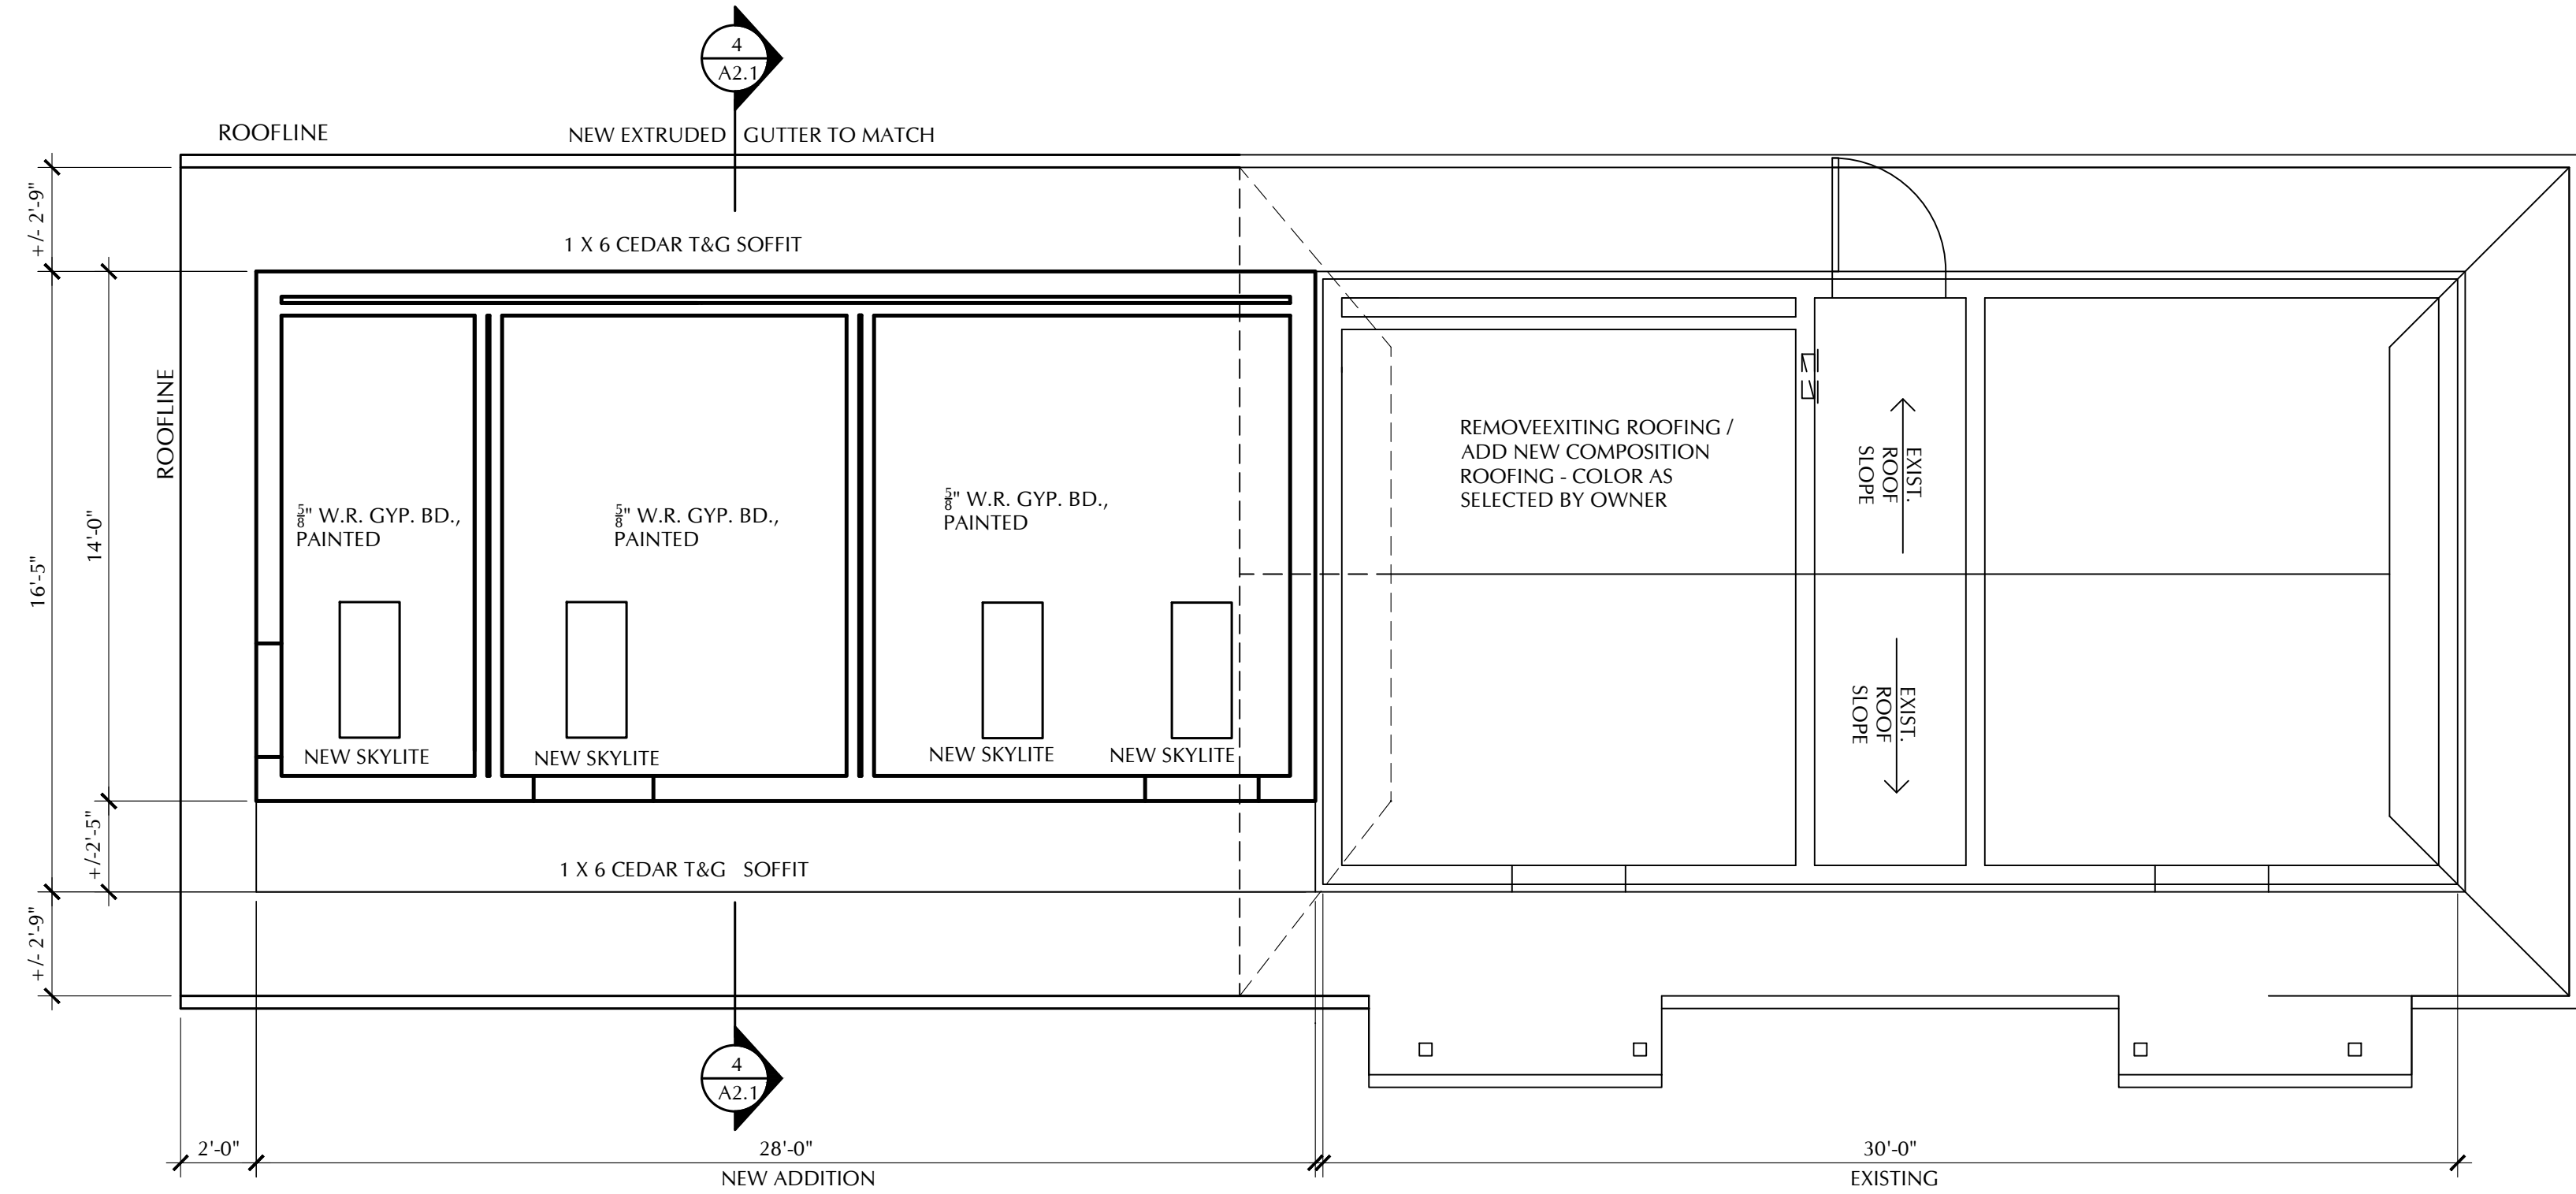 4
A2.1
ROOFLINE
NEW EXTRUDED GUTTER TO MATCH
+/- 2'-9"
1 X 6 CEDAR T&G SOFFIT
ROOFLINE
16'-5"
14'-0"
+/-2'-5"
+/- 2'-9"
5/8" W.R. GYP. BD.,
PAINTED
5/8" W.R. GYP. BD.,
PAINTED
5/8" W.R. GYP. BD.,
PAINTED
REMOVEEXITING ROOFING /
ADD NEW COMPOSITION
ROOFING - COLOR AS
SELECTED BY OWNER
EXIST.
ROOF
SLOPE
EXIST.
ROOF
SLOPE
NEW SKYLITE
NEW SKYLITE
NEW SKYLITE
NEW SKYLITE
1 X 6 CEDAR T&G SOFFIT
4
A2.1
2'-0"
28'-0"
NEW ADDITION
30'-0"
EXISTING